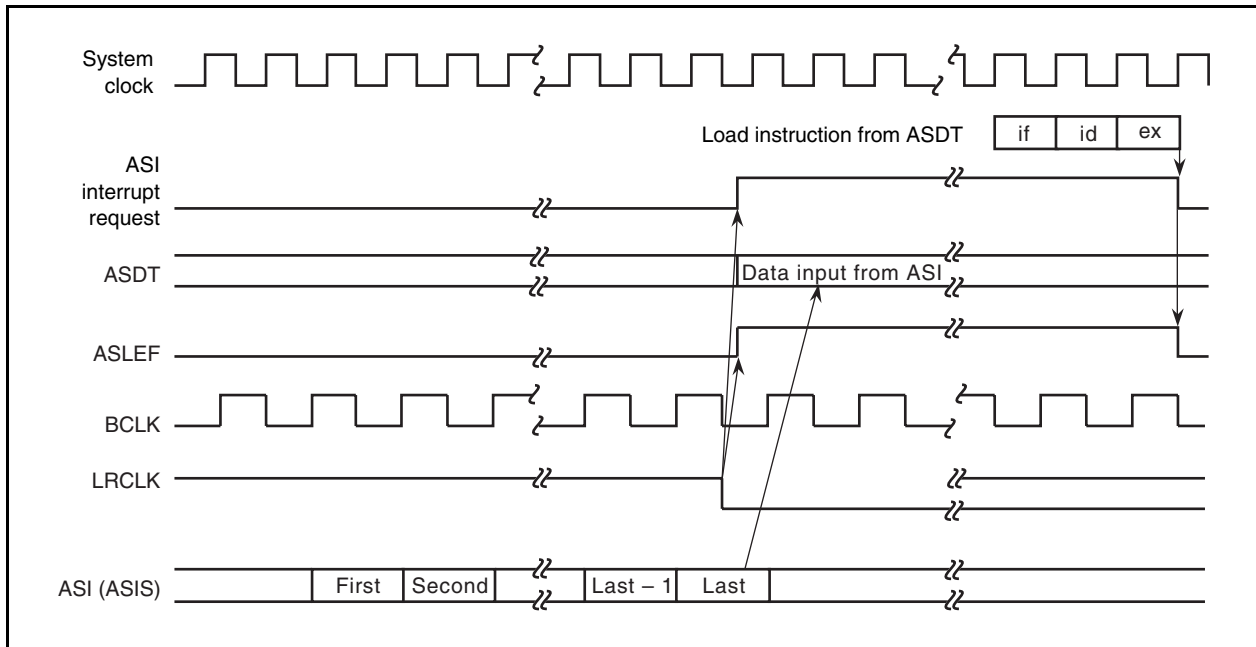 System
clock
Load instruction from ASDT if id ex
ASI
interrupt
request
ASDT Data input from ASI
ASLEF
BCLK
LRCLK
ASI (ASIS) First Second Last – 1 Last